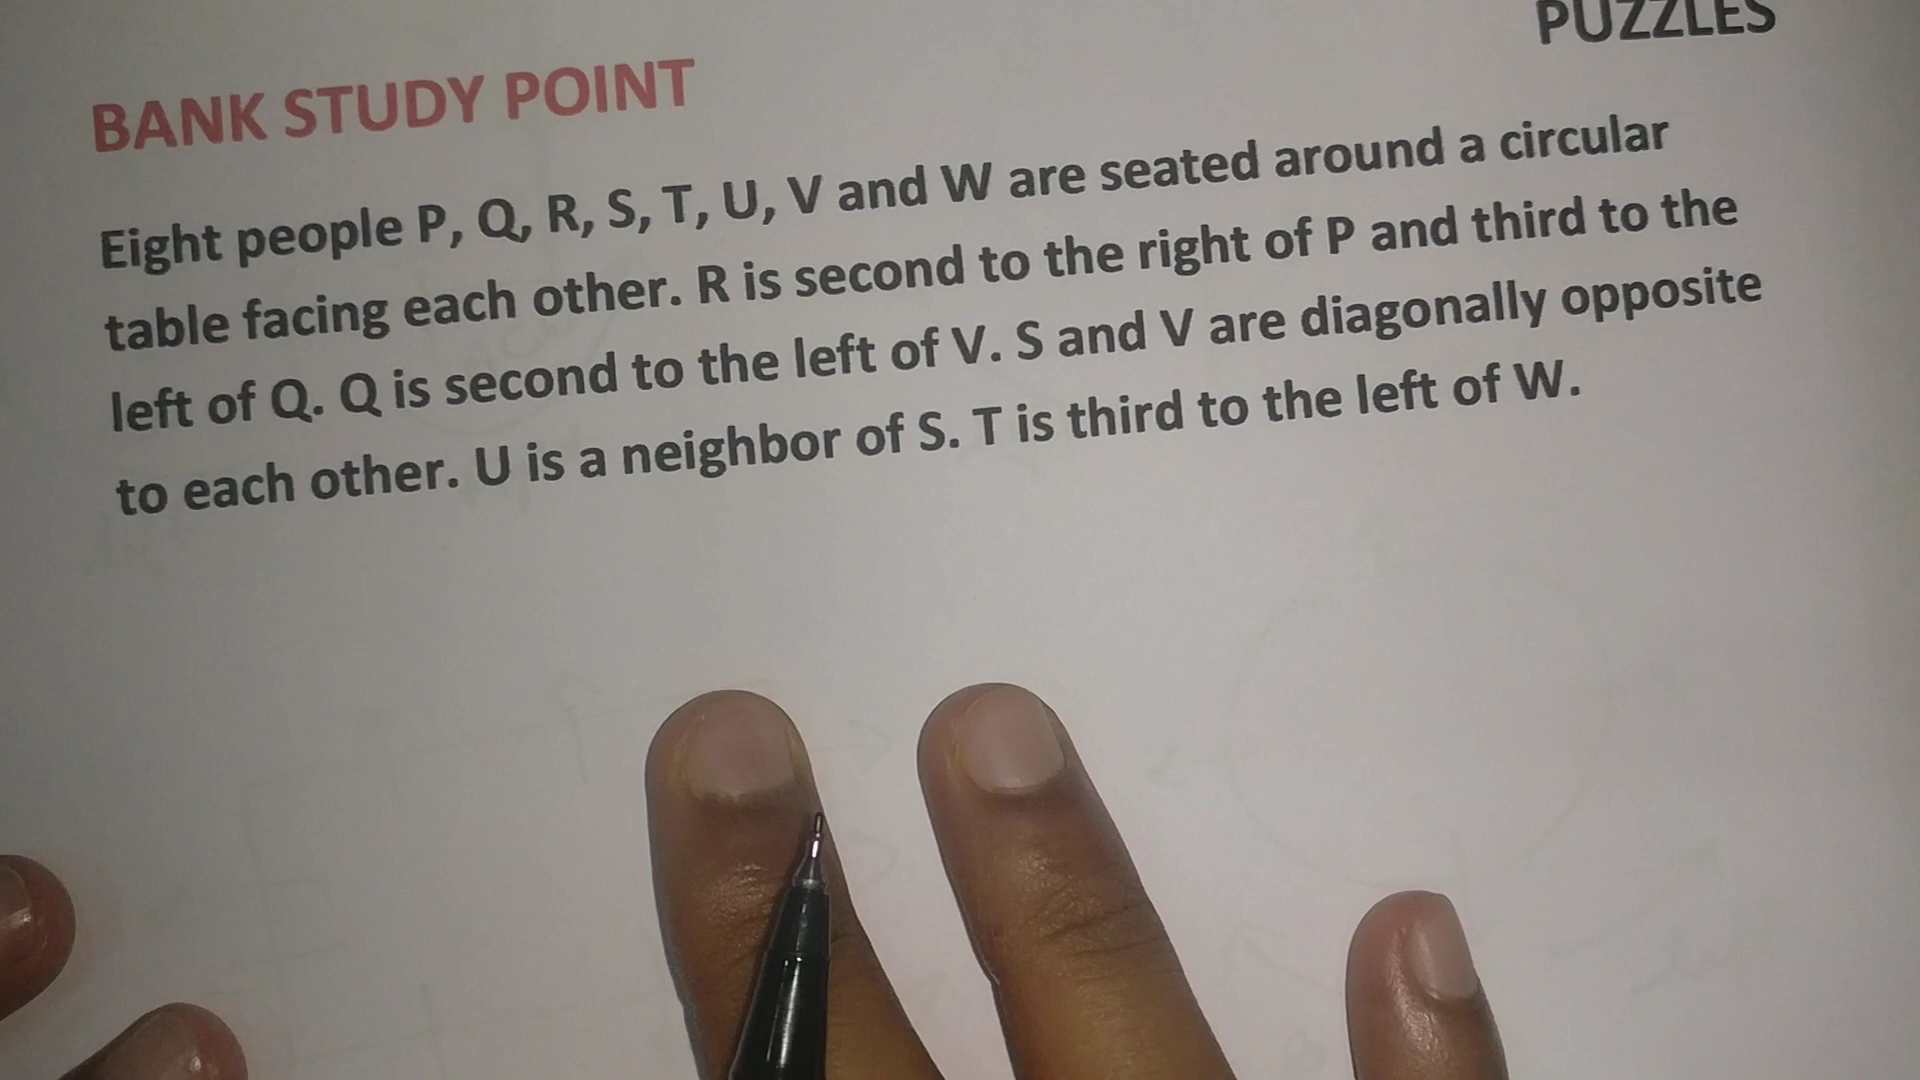 PUZZLES
BANK STUDY POINT
Eight people P, Q, R, S, T, U, V and W are seated around a circular
table facing each other. R is second to the right of P and third to the
left of Q. Q is second to the left of V. S and V are diagonally opposite
to each other. U is a neighbor of S. T is third to the left of W.